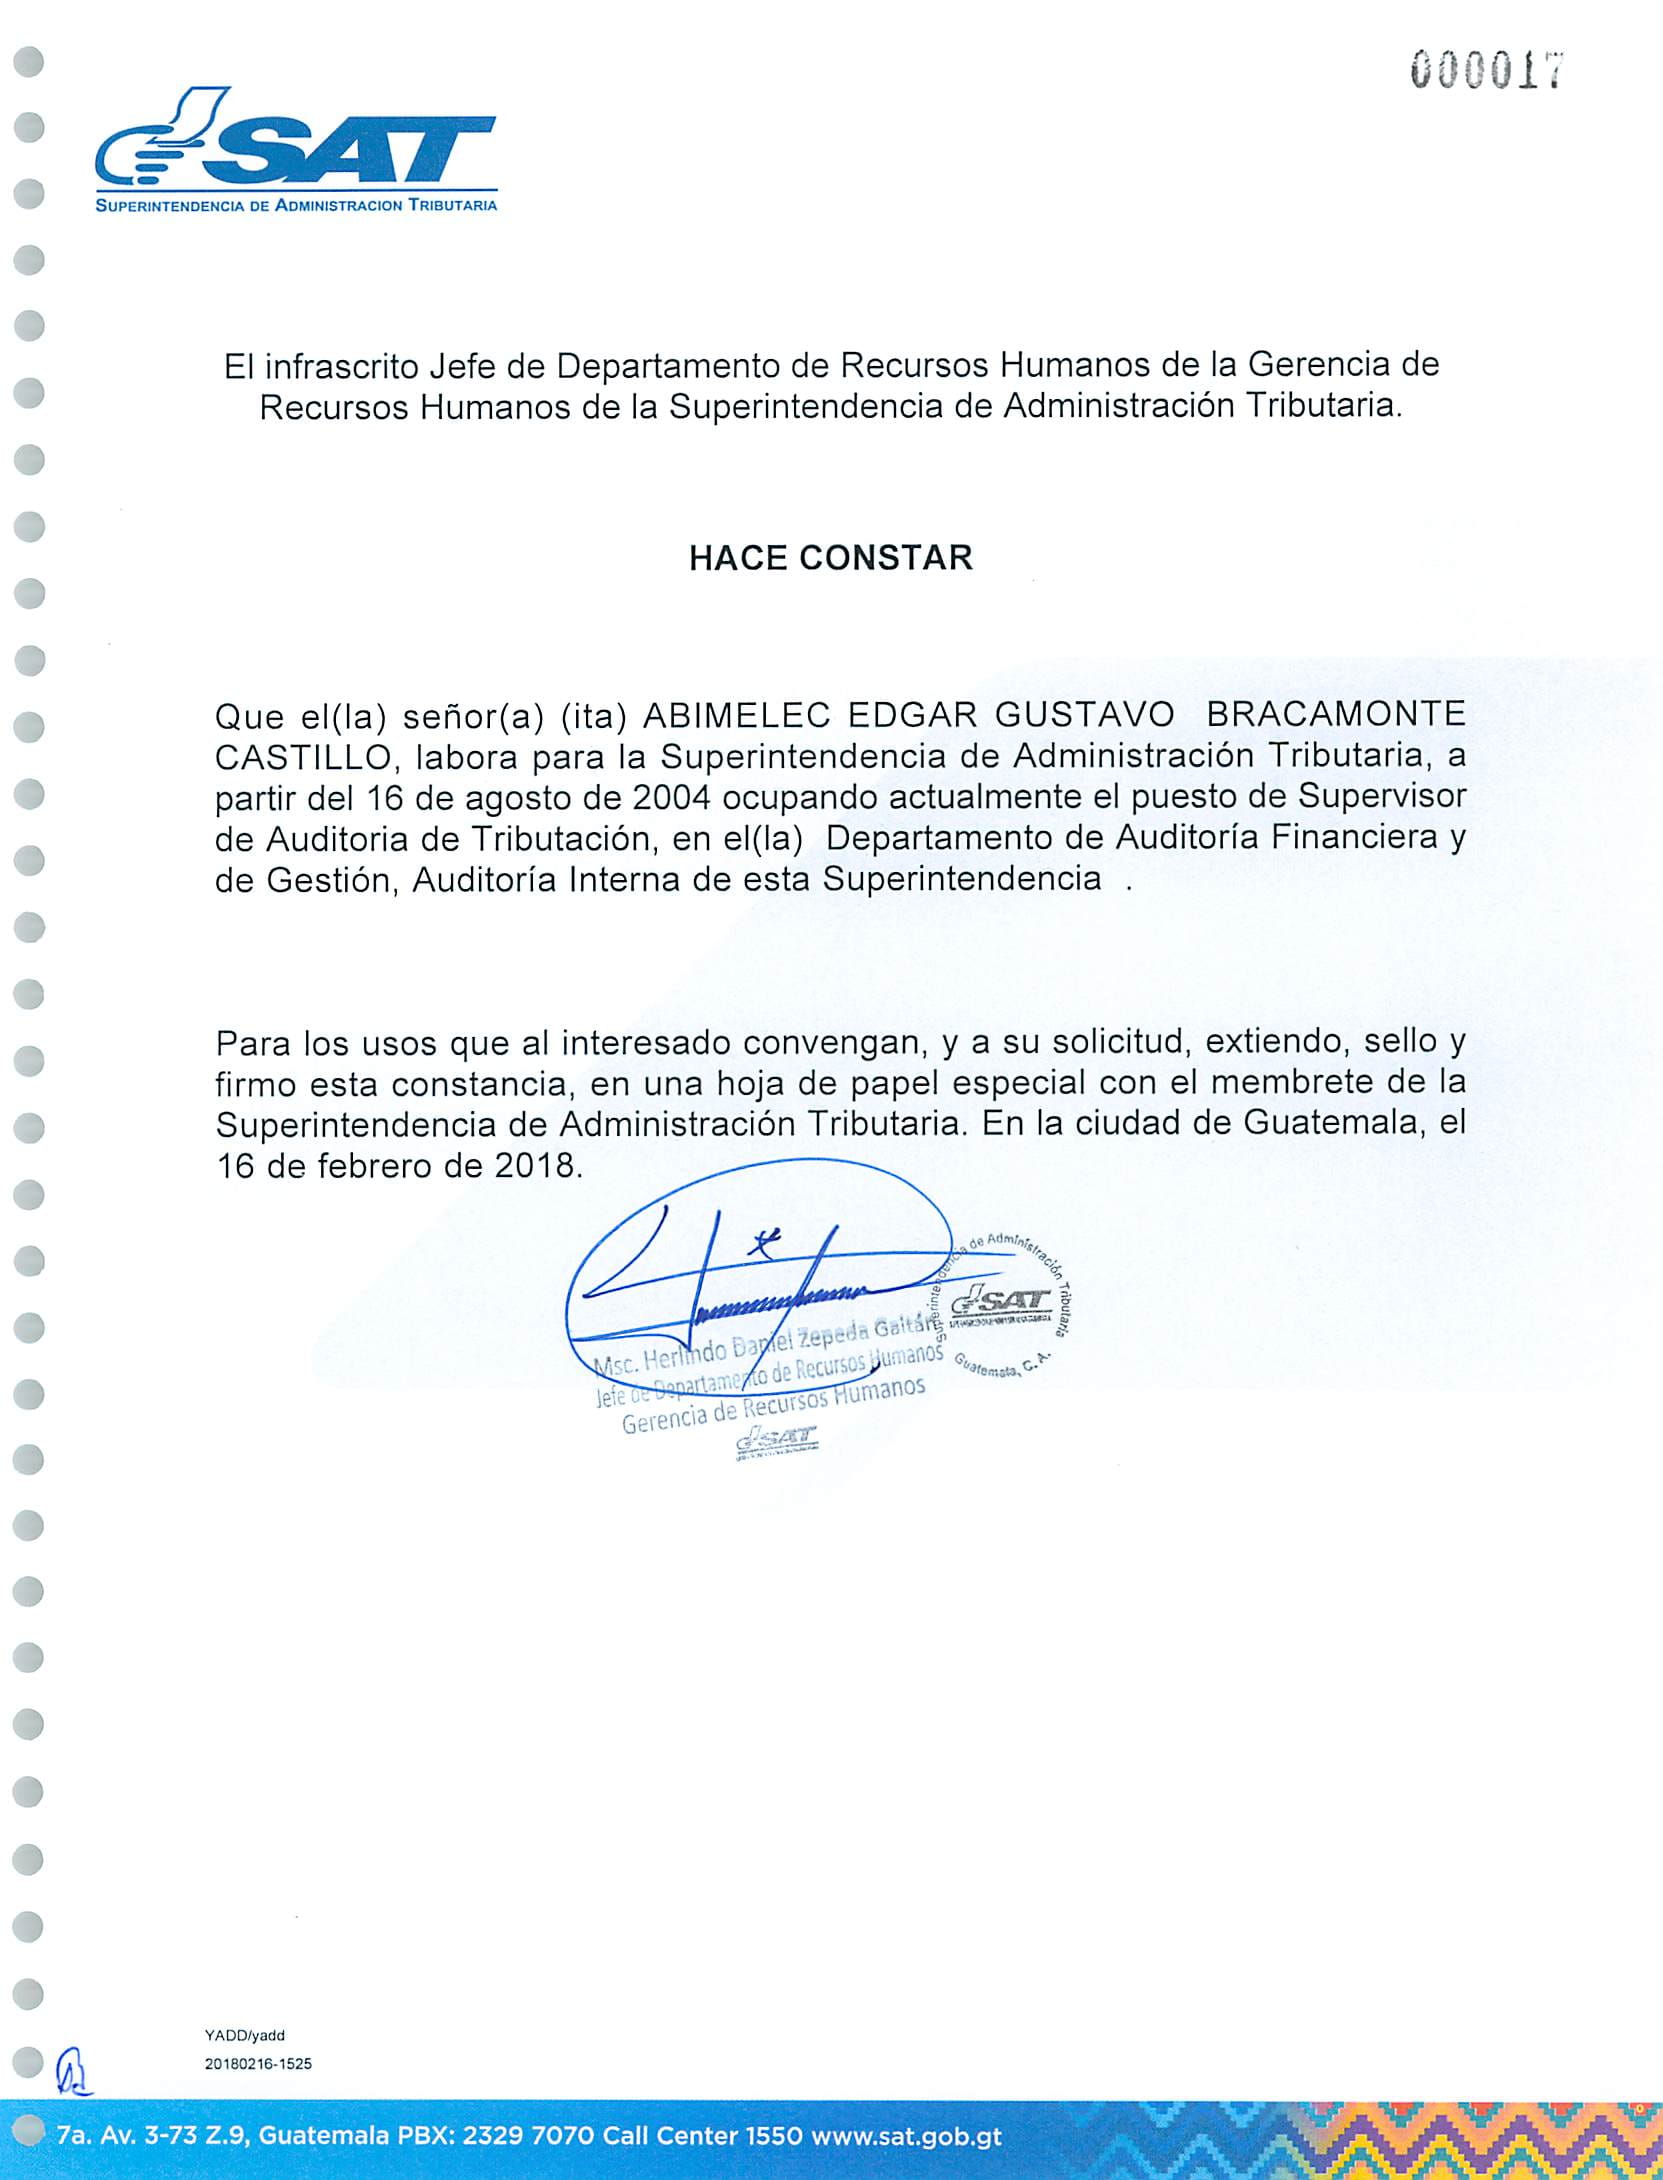 000017
SAT
SUPERINTENDENCIA DE ADMINISTRACION TRIBUTARIA
El infrascrito Jefe de Departamento de Recursos Humanos de la Gerencia de
Recursos Humanos de la Superintendencia de Administración Tributaria.
HACE CONSTAR
Que el(la) señor(a) (ita) ABIMELEC EDGAR GUSTAVO BRACAMONTE
CASTILLO, labora para la Superintendencia de Administración Tributaria, a
partir del 16 de agosto de 2004 ocupando actualmente el puesto de Supervisor
de Auditoria de Tributación, en el(la) Departamento de Auditoría Financiera y
de Gestión, Auditoría Interna de esta Superintendencia .
Para los usos que al interesado convengan, y a su solicitud, extiendo, sello y
firmo esta constancia, en una hoja de papel especial con el membrete de la
Superintendencia de Administración Tributaria. En la ciudad de Guatemala, el
16 de febrero de 2018.
Superintendencia de Administración Tributaria
SAT
Guatemala, C. A.
Msc. Herlindo Daniel Zepeda Gaitán
Jefe de Departamento de Recursos Humanos
Gerencia de Recursos Humanos
SAT
YADD/yadd
20180216-1525
7a. Av. 3-73 Z.9, Guatemala PBX: 2329 7070 Call Center 1550 www.sat.gob.gt